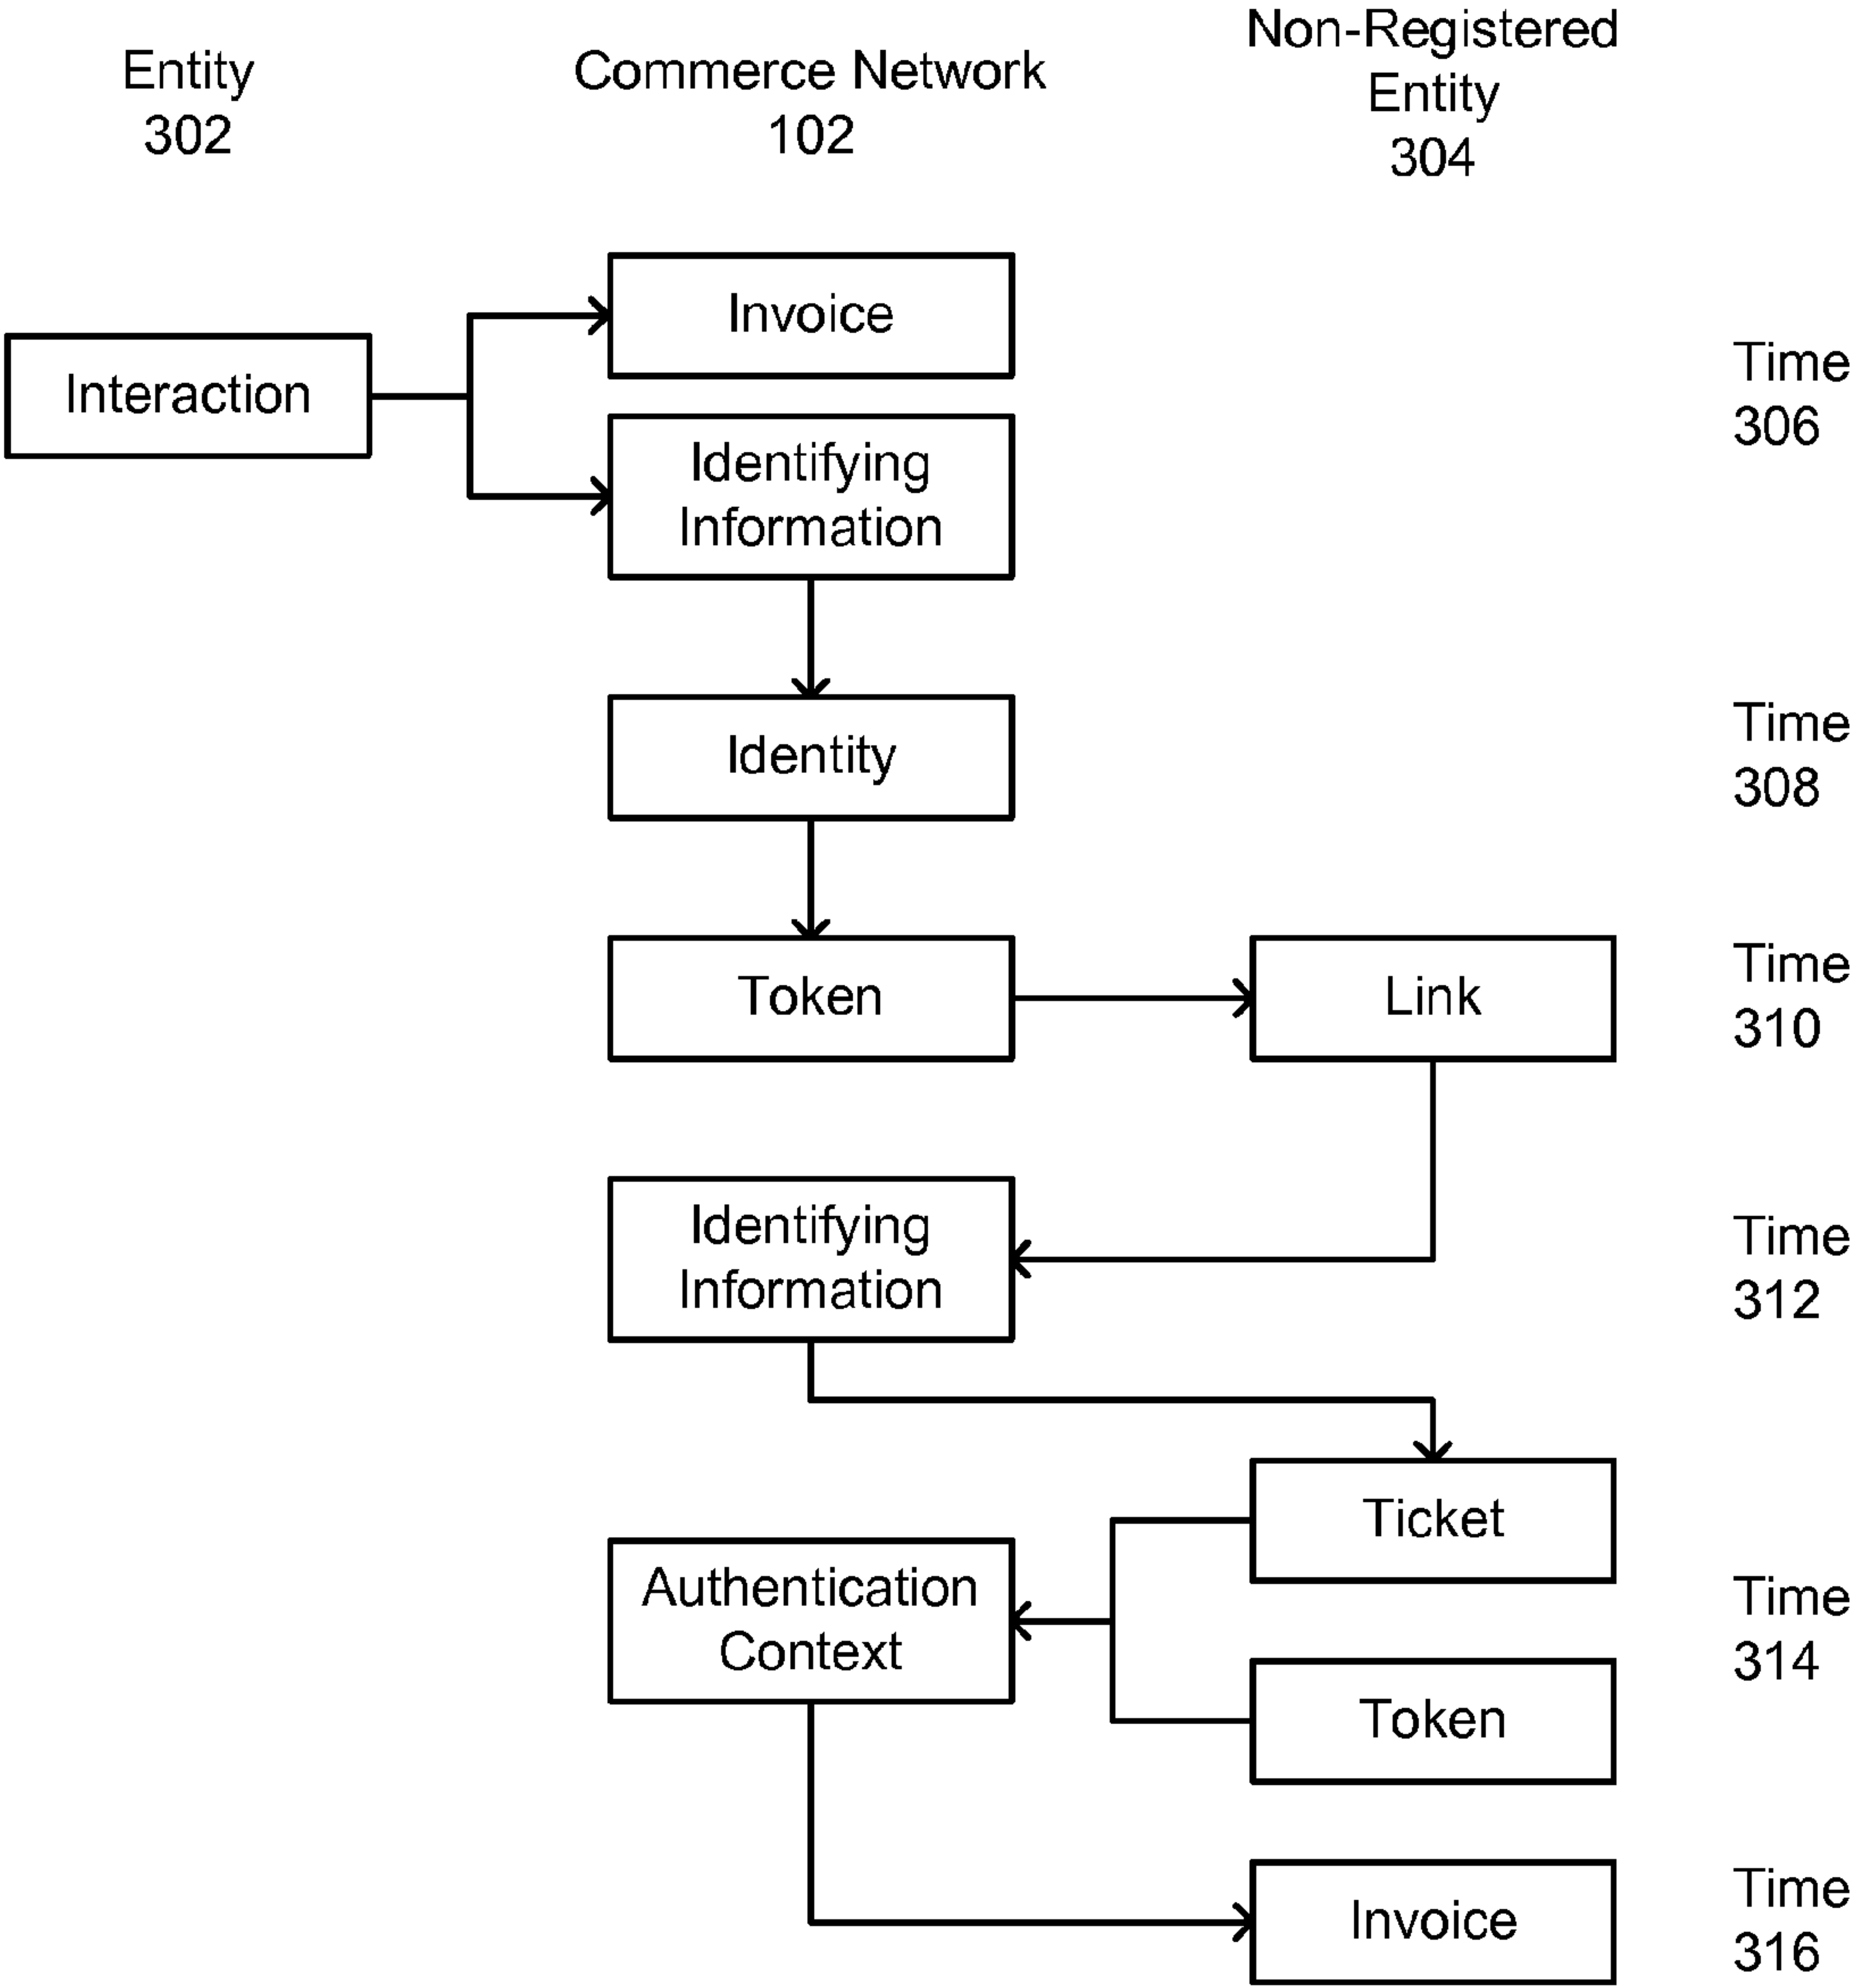 Entity
302
Commerce Network
102
Non-Registered
Entity
304
Invoice
Interaction
Time
306
Identifying
Information
Identity
Time
308
Token
Link
Time
310
Identifying
Information
Time
312
Ticket
Authentication
Context
Time
314
Token
Invoice
Time
316